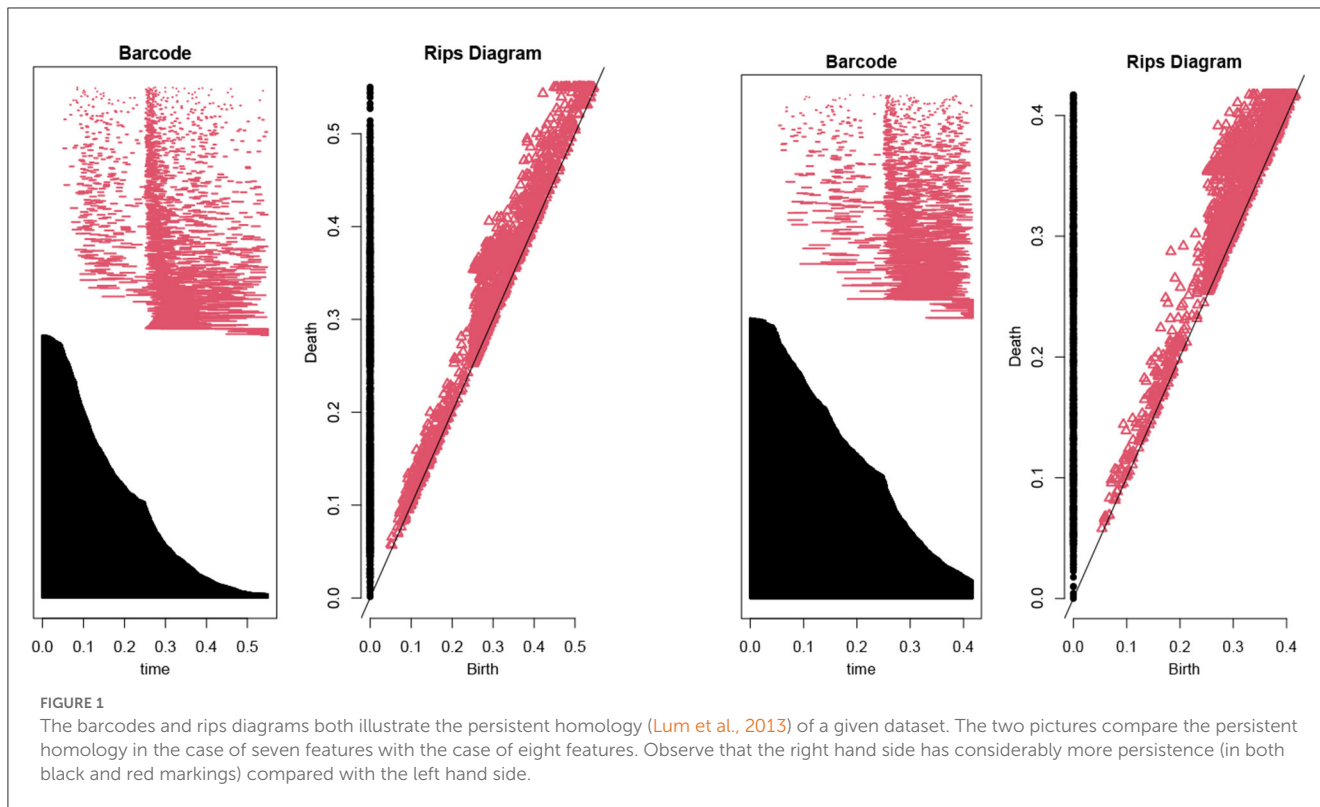 Barcode
0.0 0.1 0.2 0.3 0.4 0.5
time
Rips Diagram
Death
0.0 0.1 0.2 0.3 0.4 0.5
0.0 0.1 0.2 0.3 0.4 0.5
Birth
Barcode
0.0 0.1 0.2 0.3 0.4
time
Rips Diagram
Death
0.0 0.1 0.2 0.3 0.4
0.0 0.1 0.2 0.3 0.4
Birth
FIGURE 1
The barcodes and rips diagrams both illustrate the persistent homology (Lum et al., 2013) of a given dataset. The two pictures compare the persistent
homology in the case of seven features with the case of eight features. Observe that the right hand side has considerably more persistence (in both
black and red markings) compared with the left hand side.